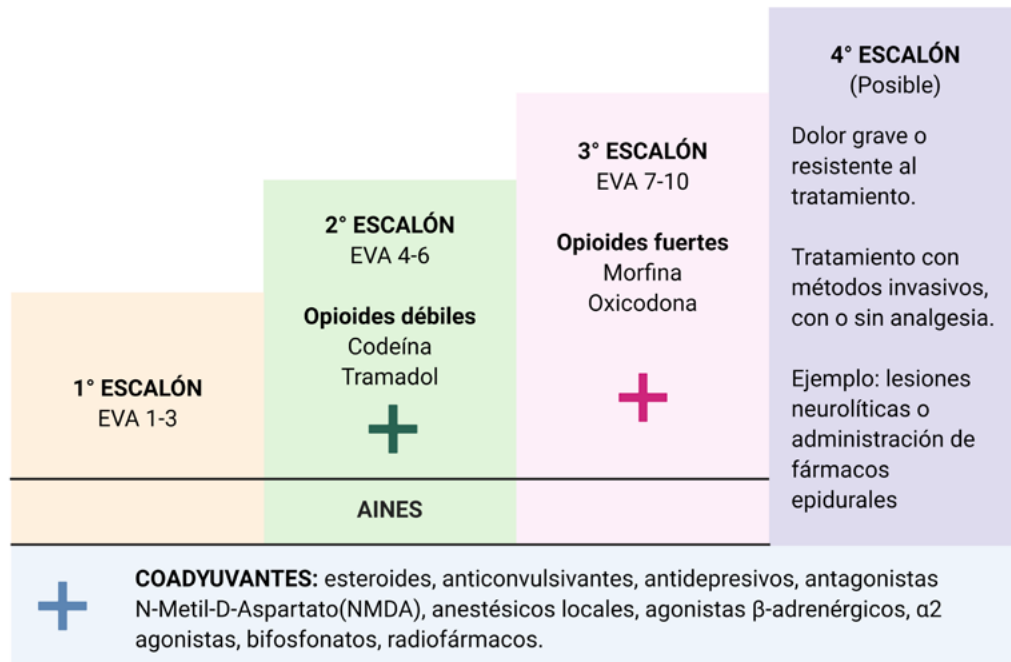 1° ESCALÓN
EVA 1-3
2° ESCALÓN
EVA 4-6
Opioides débiles
Codeína
Tramadol
+
3° ESCALÓN
EVA 7-10
Opioides fuertes
Morfina
Oxicodona
+
4° ESCALÓN
(Posible)
Dolor grave o
resistente al
tratamiento.
Tratamiento con
métodos invasivos,
con o sin analgesia.
Ejemplo: lesiones
neurolíticas o
administración de
fármacos
epidurales
AINES
+
COADYUVANTES: esteroides, anticonvulsivantes, antidepresivos, antagonistas
N-Metil-D-Aspartato(NMDA), anestésicos locales, agonistas β-adrenérgicos, α2
agonistas, bifosfonatos, radiofármacos.